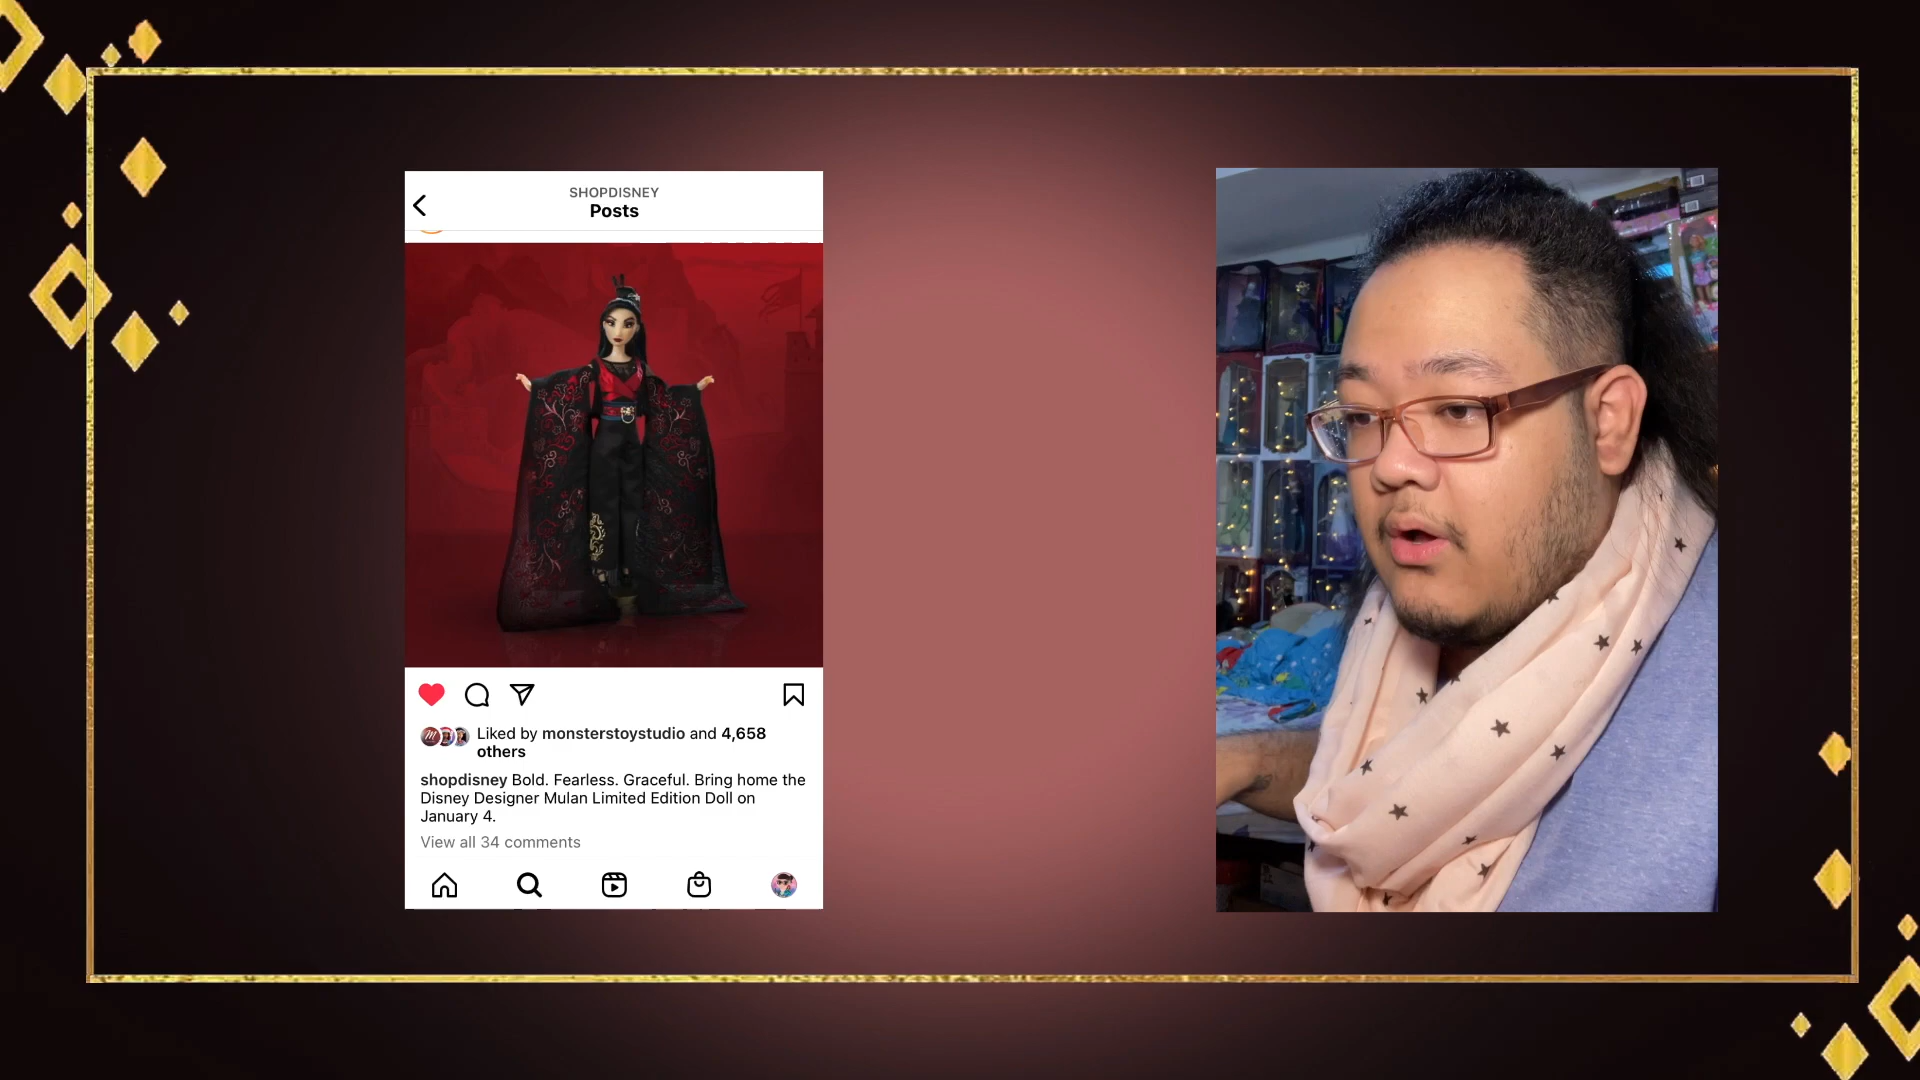 SHOPDISNEY
Posts
Liked by monsterstoystudio and 4,658
others
shopdisney Bold. Fearless. Graceful. Bring home the
Disney Designer Mulan Limited Edition Doll on
January 4.
View all 34 comments